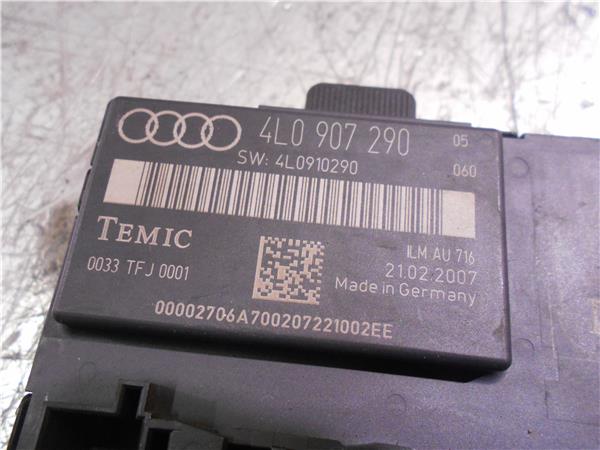 4L0 907 290 05
SW: 4L0910290 060
TEMIC
ILM AU 716
0033 TFJ 0001
21.02.2007
Made in Germany
00002706A700207221002EE